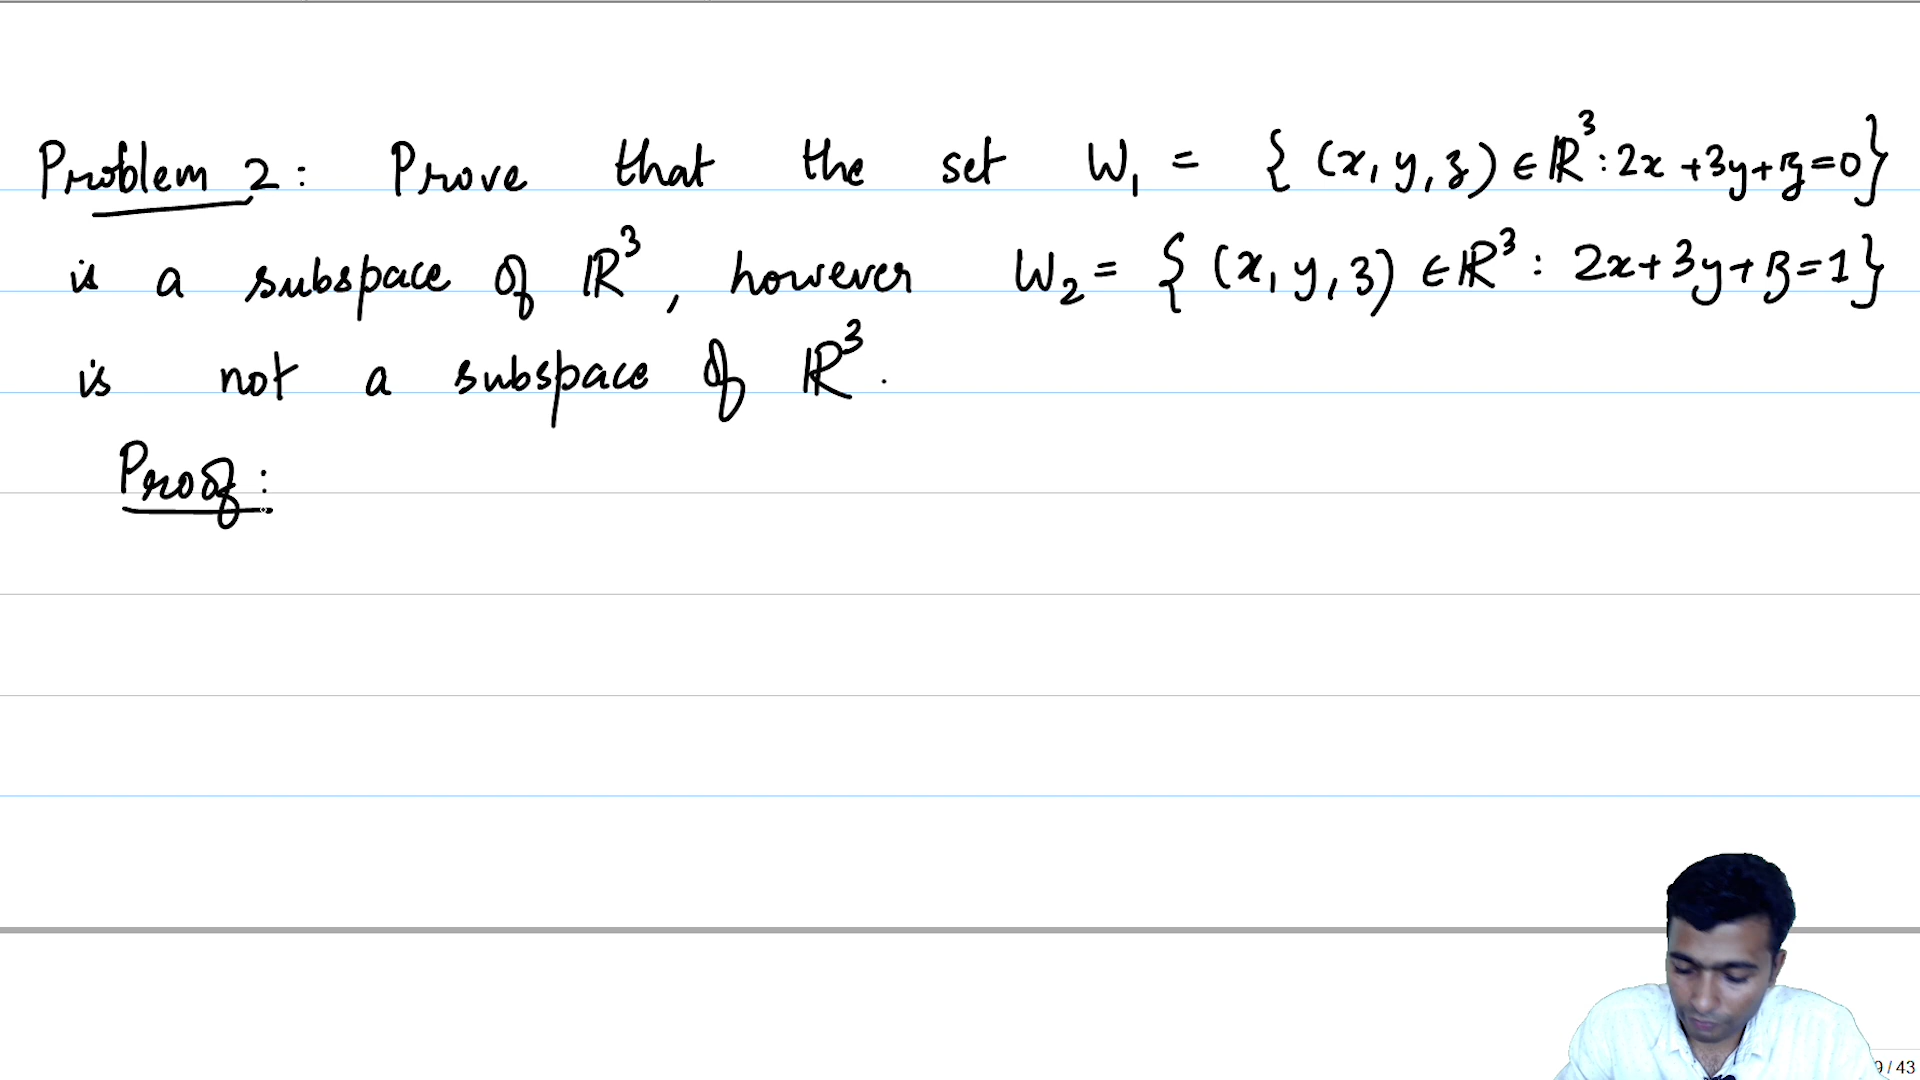 Problem 2: Prove that the set W₁ = { (x, y, z) ∈ ℝ³ : 2x + 3y + z = 0}
is a subspace of ℝ³, however W₂ = { (x, y, z) ∈ ℝ³ : 2x + 3y + z = 1}
is not a subspace of ℝ³.
Proof:
9/43